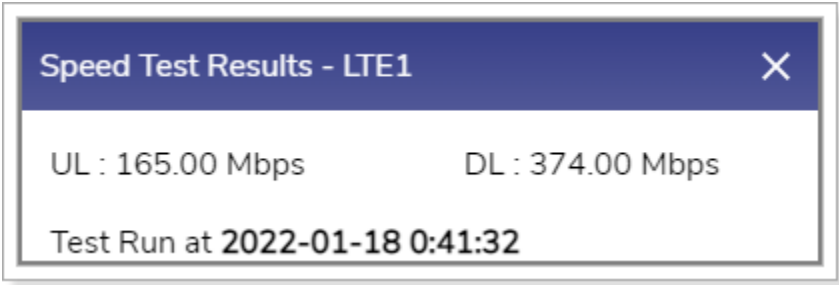 Speed Test Results - LTE1
UL : 165.00 Mbps DL : 374.00 Mbps
Test Run at 2022-01-18 0:41:32